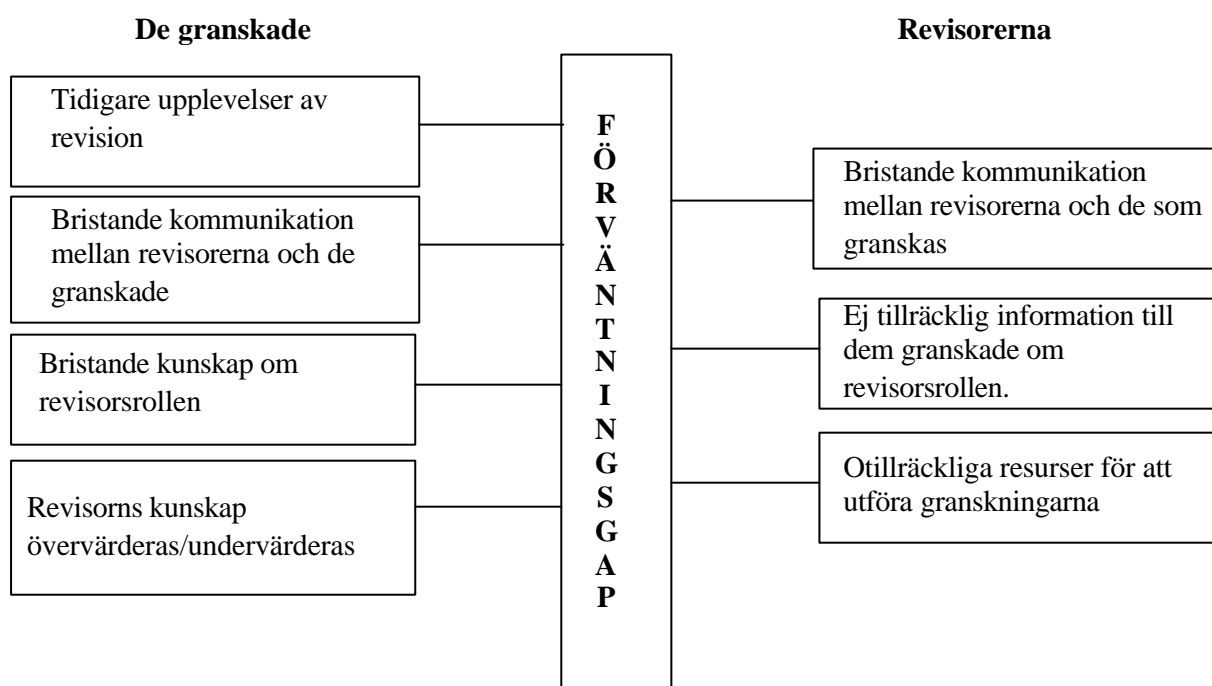 De granskade
Revisorerna
Tidigare upplevelser av
revision
Bristande kommunikation
mellan revisorerna och de
granskade
Bristande kunskap om
revisorsrollen
Revisorns kunskap
övervärderas/undervärderas
F
Ö
R
V
Ä
N
T
N
I
N
G
S
G
A
P
Bristande kommunikation
mellan revisorerna och de som
granskas
Ej tillräcklig information till
dem granskade om
revisorsrollen.
Otillräckliga resurser för att
utföra granskningarna